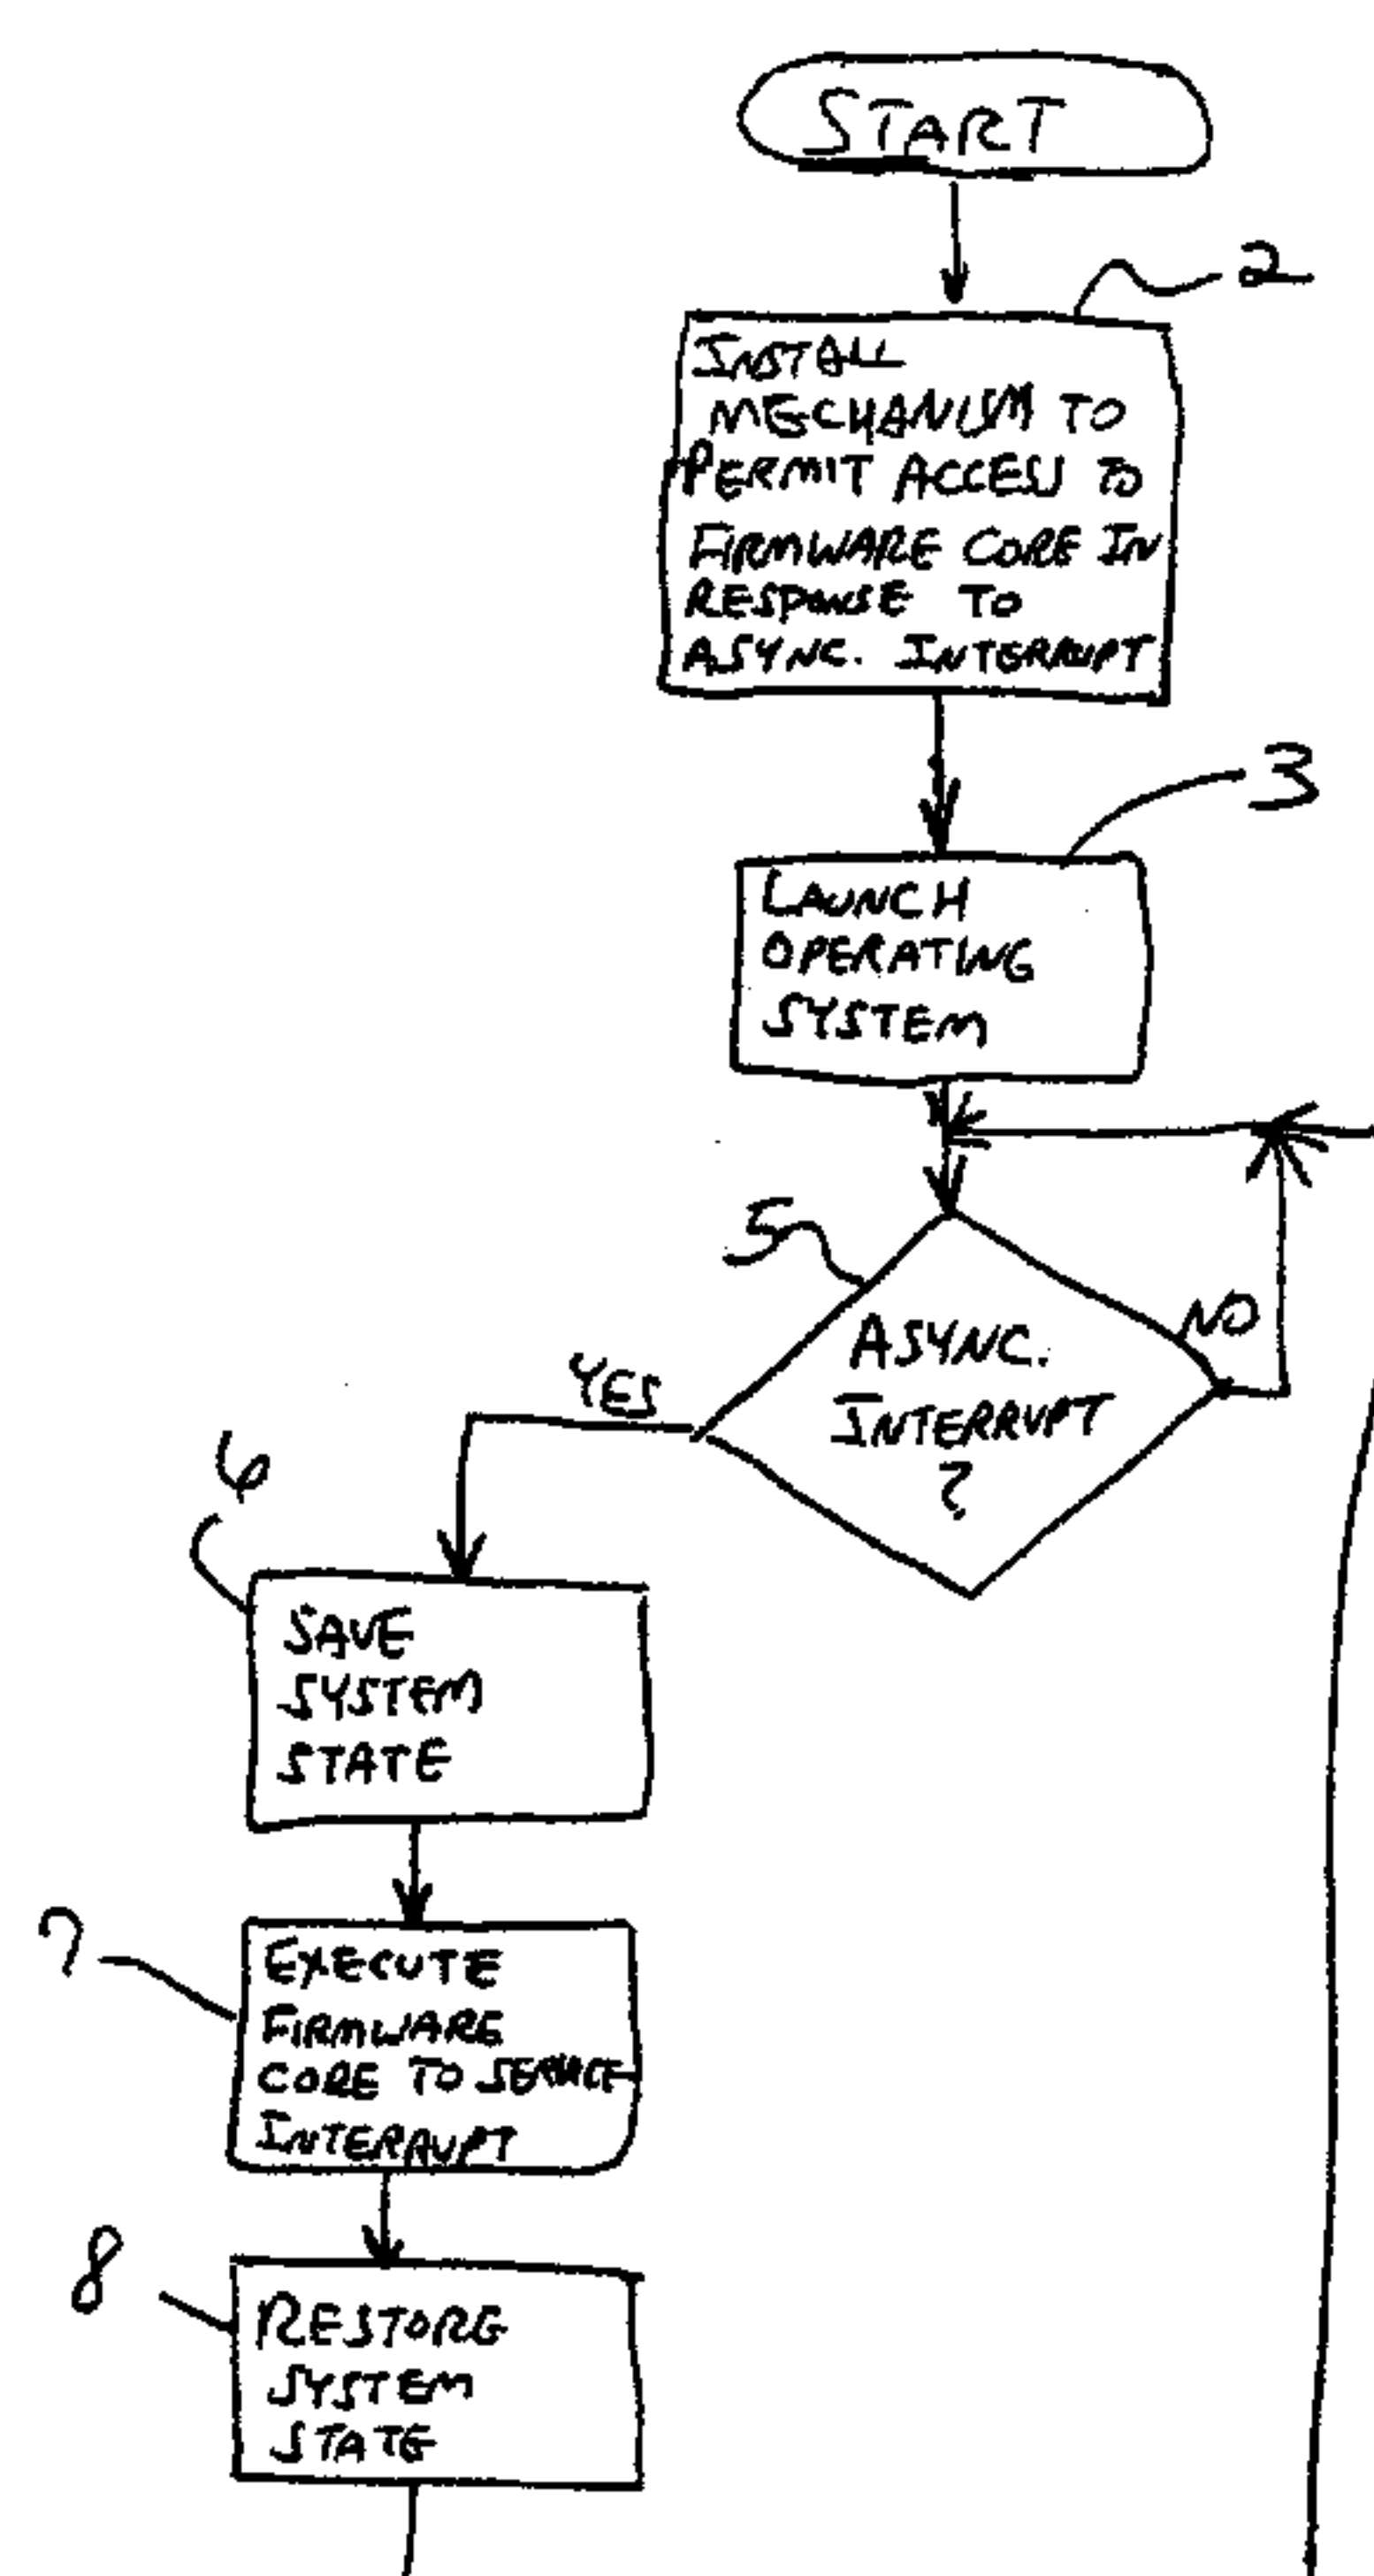 START
2
INSTALL
MECHANISM TO
PERMIT ACCESS TO
FIRMWARE CORE IN
RESPONSE TO
ASYNC. INTERRUPT
3
LAUNCH
OPERATING
SYSTEM
5
ASYNC.
INTERRUPT
?
NO
YES
6
SAVE
SYSTEM
STATE
7
EXECUTE
FIRMWARE
CORE TO SERVICE
INTERRUPT
8
RESTORE
SYSTEM
STATE